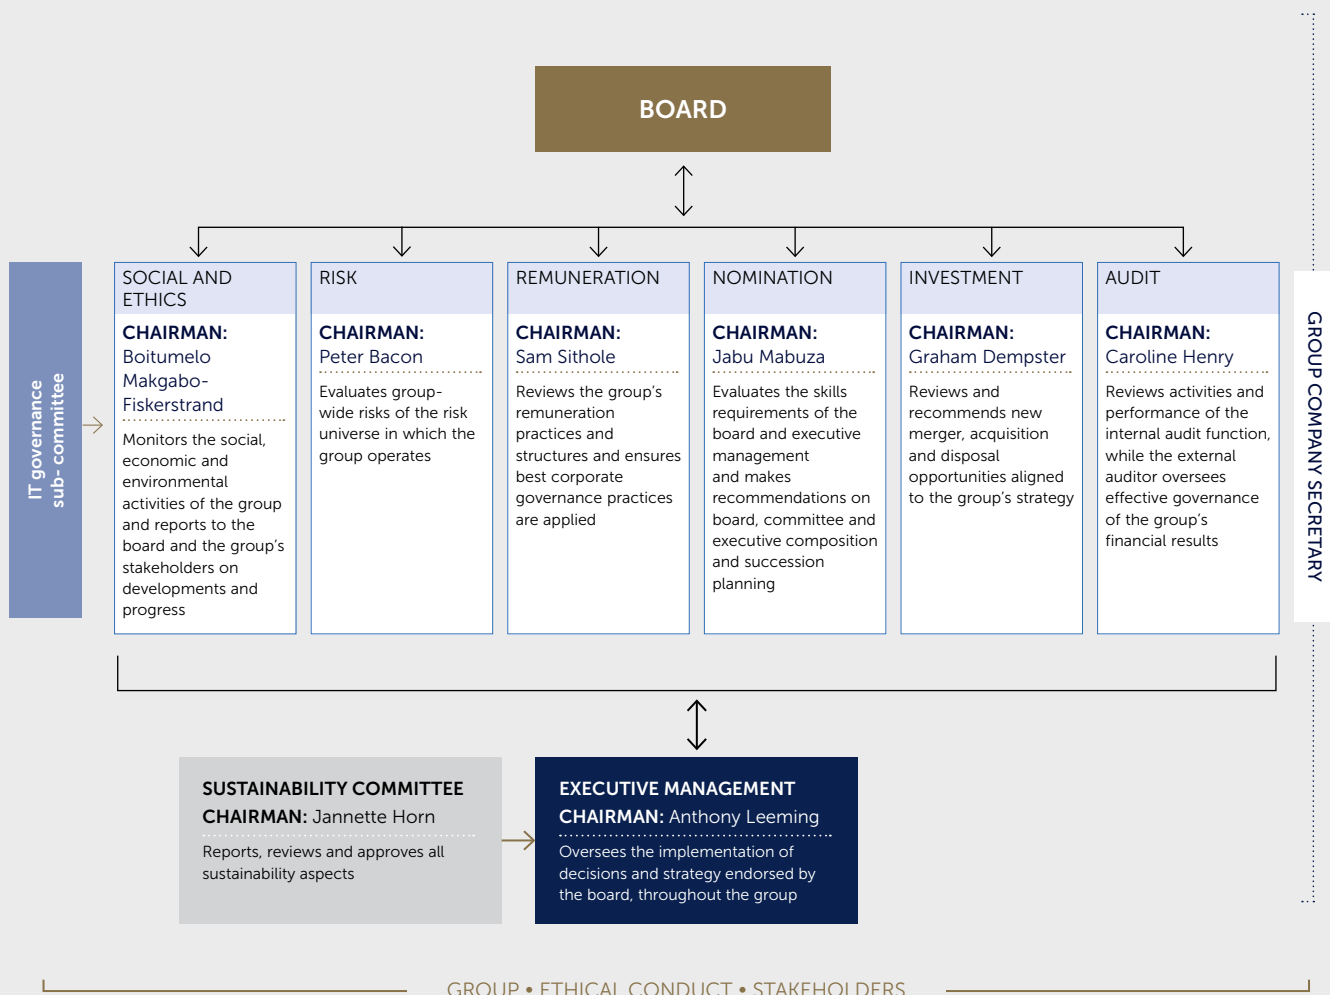 BOARD
IT governance
sub- committee
SOCIAL AND
ETHICS
CHAIRMAN:
Boitumelo
Makgabo-
Fiskerstrand
Monitors the social,
economic and
environmental
activities of the group
and reports to the
board and the group’s
stakeholders on
developments and
progress
RISK
CHAIRMAN:
Peter Bacon
Evaluates group-
wide risks of the risk
universe in which the
group operates
REMUNERATION
CHAIRMAN:
Sam Sithole
Reviews the group’s
remuneration
practices and
structures and ensures
best corporate
governance practices
are applied
NOMINATION
CHAIRMAN:
Jabu Mabuza
Evaluates the skills
requirements of the
board and executive
management
and makes
recommendations on
board, committee and
executive composition
and succession
planning
INVESTMENT
CHAIRMAN:
Graham Dempster
Reviews and
recommends new
merger, acquisition
and disposal
opportunities aligned
to the group’s strategy
AUDIT
CHAIRMAN:
Caroline Henry
Reviews activities and
performance of the
internal audit function,
while the external
auditor oversees
effective governance
of the group’s
financial results
GROUP COMPANY SECRETARY
SUSTAINABILITY COMMITTEE
CHAIRMAN: Jannette Horn
Reports, reviews and approves all
sustainability aspects
EXECUTIVE MANAGEMENT
CHAIRMAN: Anthony Leeming
Oversees the implementation of
decisions and strategy endorsed by
the board, throughout the group
GROUP • ETHICAL CONDUCT • STAKEHOLDERS